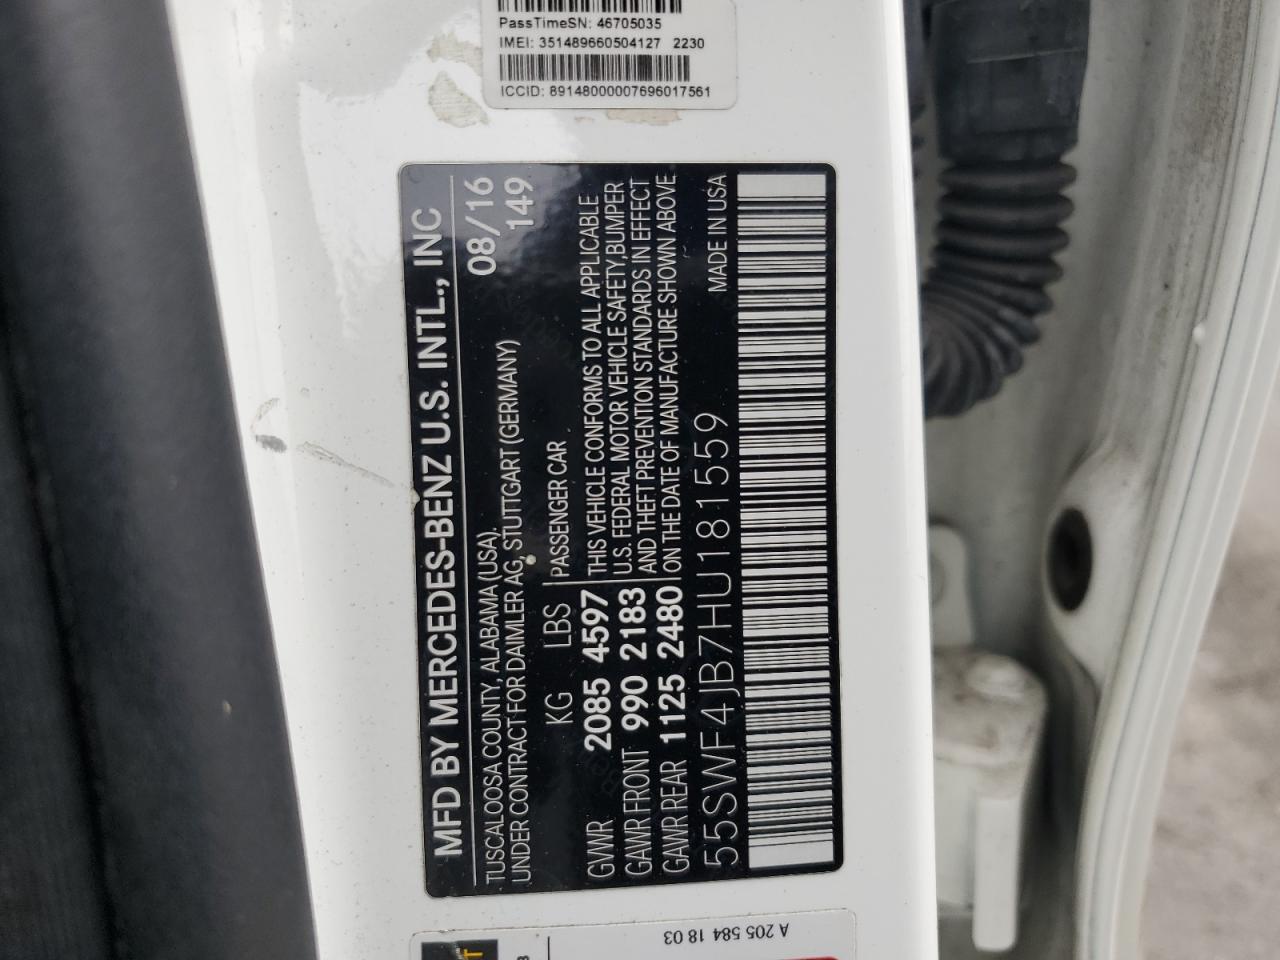 PassTimeSN: 46705035
IMEI: 351489660504127 2230
ICCID: 89148000007696017561
MFD BY MERCEDES-BENZ U.S. INTL., INC
TUSCALOOSA COUNTY, ALABAMA (USA). 08/16
UNDER CONTRACT FOR DAIMLER AG, STUTTGART (GERMANY) 149
KG LBS PASSENGER CAR
GVWR 2085 4597 THIS VEHICLE CONFORMS TO ALL APPLICABLE
GAWR FRONT 990 2183 U.S. FEDERAL MOTOR VEHICLE SAFETY,BUMPER
AND THEFT PREVENTION STANDARDS IN EFFECT
GAWR REAR 1125 2480 ON THE DATE OF MANUFACTURE SHOWN ABOVE.
55SWF4JB7HU181559 MADE IN USA
A 205 584 18 03